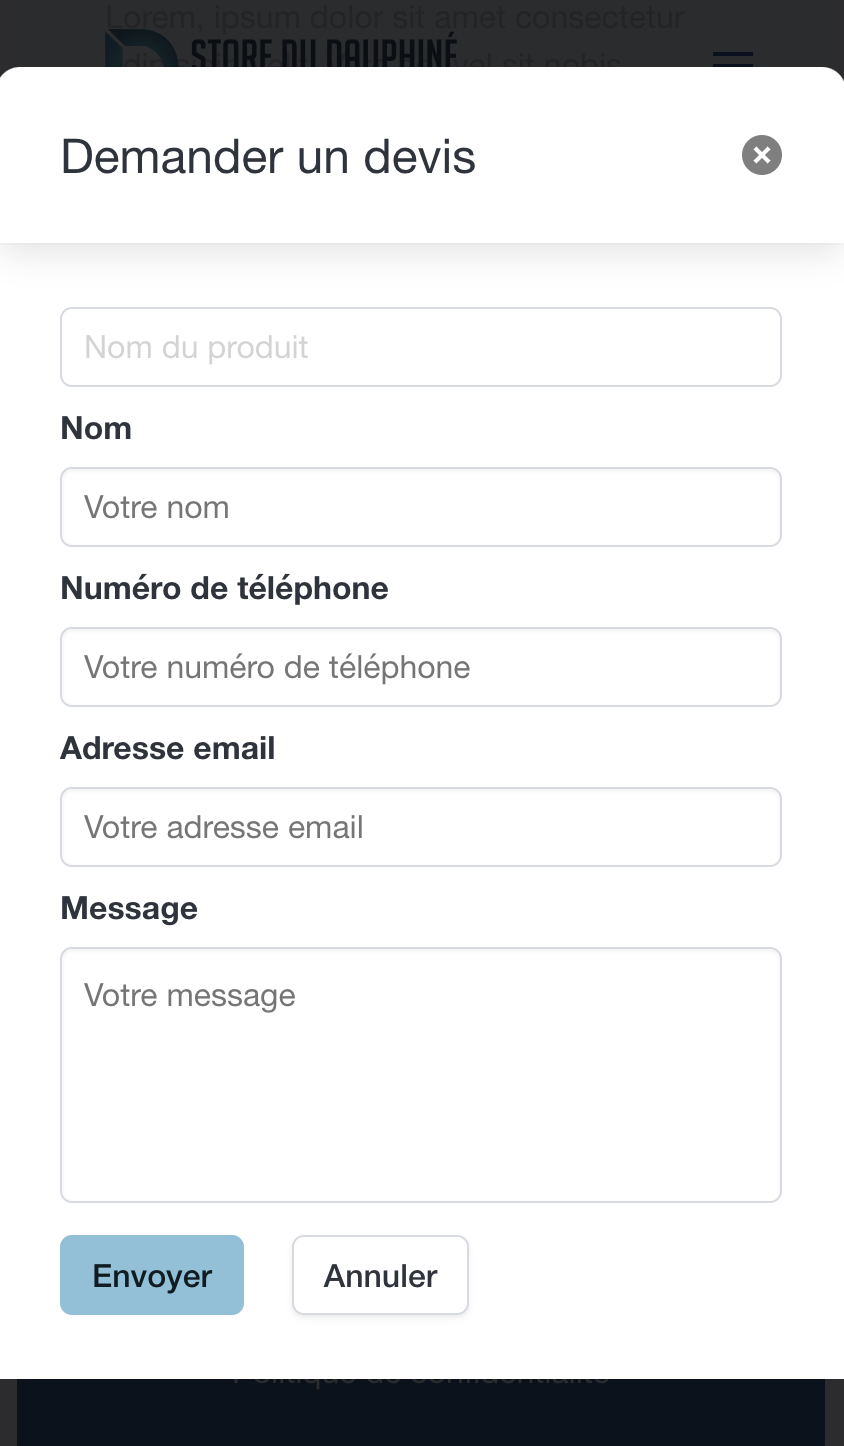 Lorem, ipsum dolor sit amet consectetur
STORE DU DAUPHINÉ
vel sit nobis
Demander un devis
Nom du produit
Nom
Votre nom
Numéro de téléphone
Votre numéro de téléphone
Adresse email
Votre adresse email
Message
Votre message
Envoyer
Annuler
Politique de confidentialité